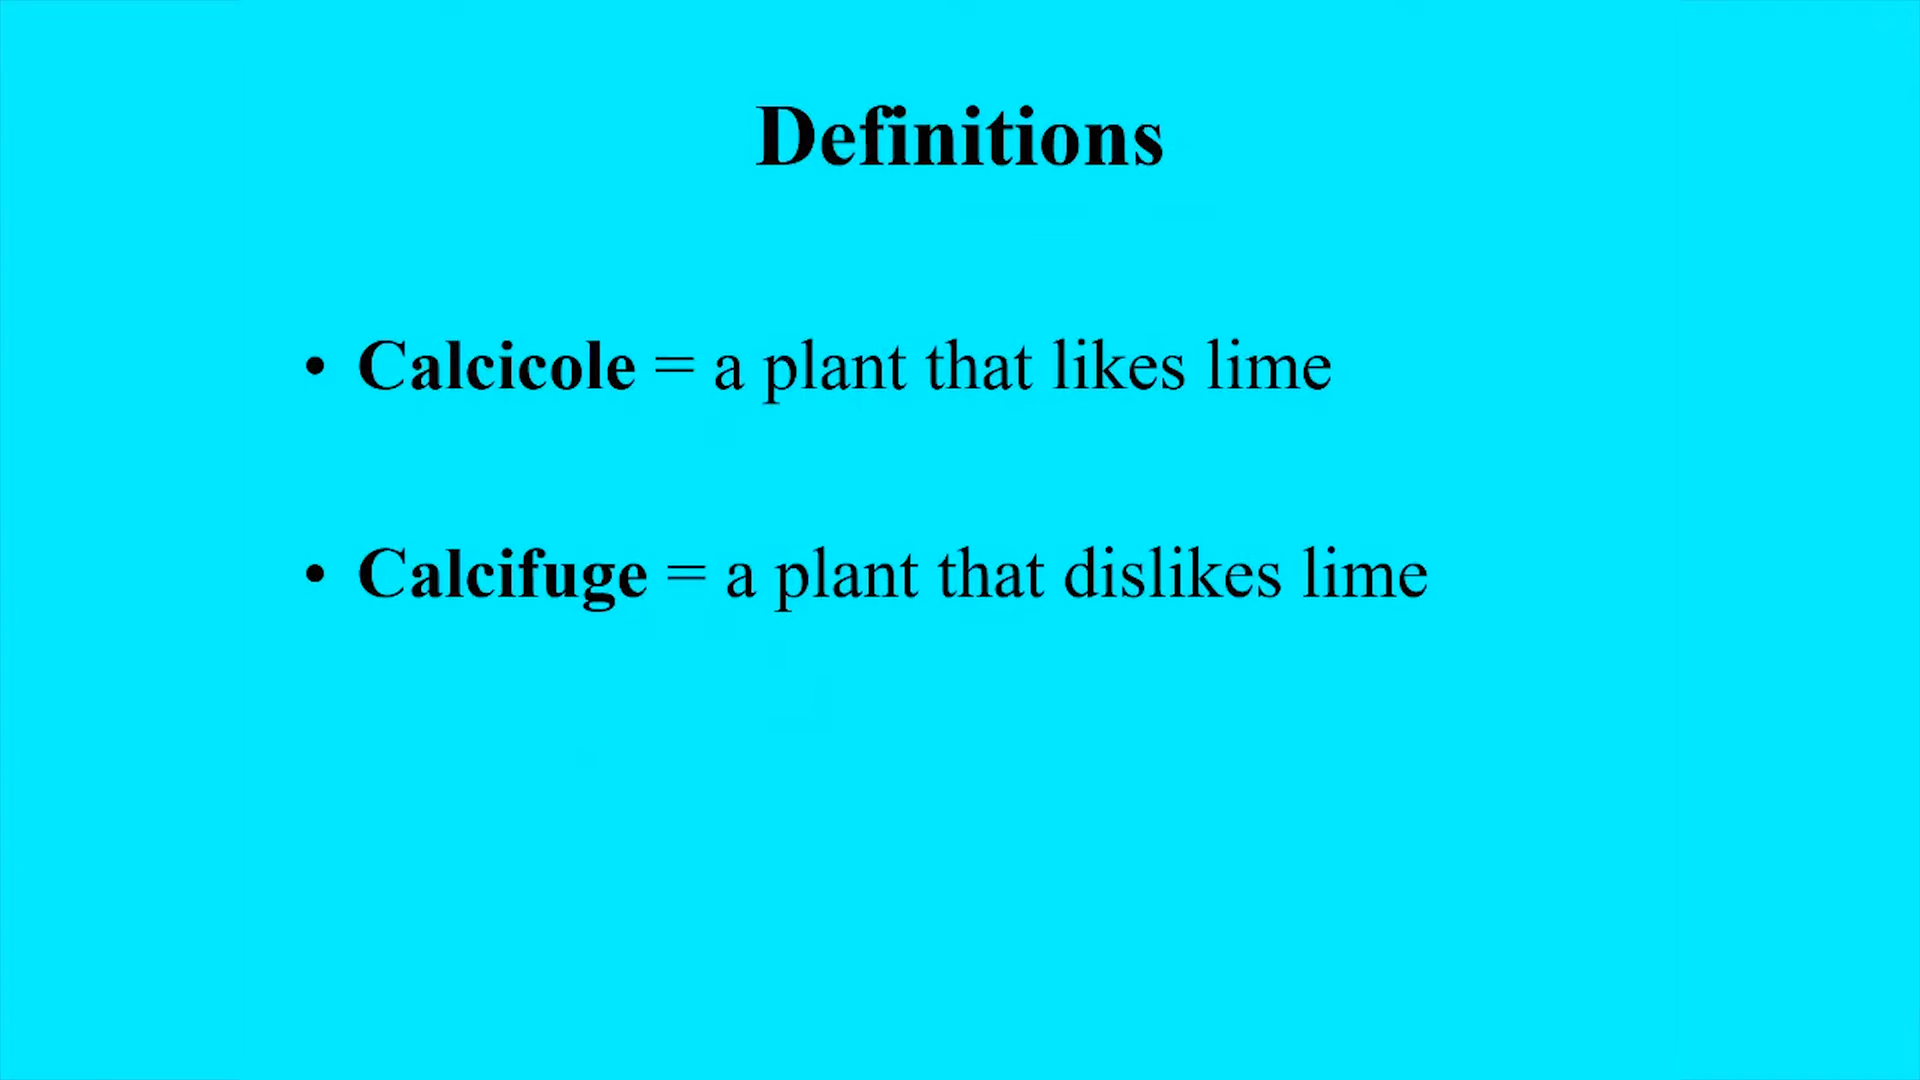 Definitions
• Calcicole = a plant that likes lime
• Calcifuge = a plant that dislikes lime